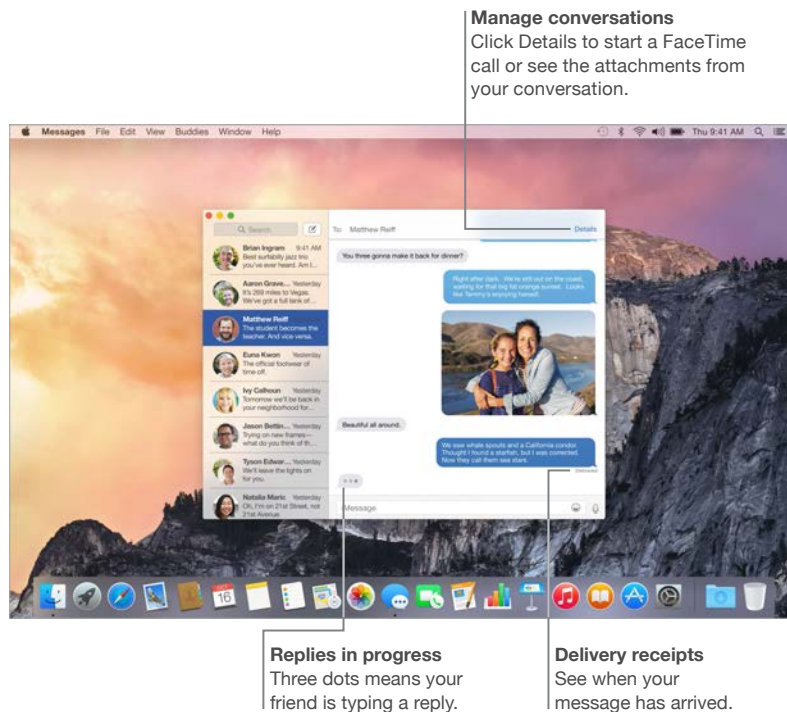 Manage conversations
Click Details to start a FaceTime
call or see the attachments from
your conversation.
Messages File Edit View Buddies Window Help
Thu 9:41 AM
Search
To: Matthew Reiff
Details
Brian Ingram 9:41 AM
Best surfabilly jazz trio
you've ever heard. Am I...
Aaron Grave... Yesterday
It's 269 miles to Vegas.
We've got a full tank of...
Matthew Reiff
The student becomes the
teacher. And vice versa.
Euna Kwon Yesterday
The official footwear of
time off.
Ivy Calhoun Yesterday
Tomorrow we'll be back in
your neighborhood for...
Jason Bettin... Yesterday
Trying on new frames—
what do you think of th...
Tyson Edwar... Yesterday
We'll leave the lights on
for you.
Natalia Maric Yesterday
Oh, I'm on 21st Street, not
21st Avenue
You three gonna make it back for dinner?
Right after dark. We're still out on the coast,
waiting for that big fat orange sunset. Looks
like Tammy's enjoying herself.
Beautiful all around.
We saw whale spouts and a California condor.
Thought I found a starfish, but I was corrected.
Now they call them sea stars.
Delivered
Message
OCT
16
Replies in progress
Three dots means your
friend is typing a reply.
Delivery receipts
See when your
message has arrived.